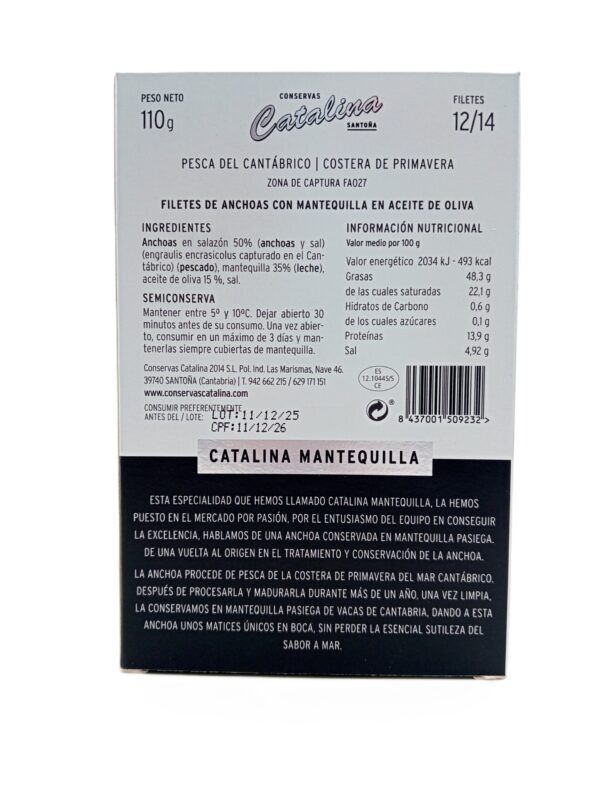 PESO NETO
110g
CONSERVAS
Catalina
SANTOÑA
FILETES
12/14
PESCA DEL CANTÁBRICO | COSTERA DE PRIMAVERA
ZONA DE CAPTURA FAO27
FILETES DE ANCHOAS CON MANTEQUILLA EN ACEITE DE OLIVA
INGREDIENTES
Anchoas en salazón 50% (anchoas y sal)
(engraulis encrasicolus capturado en el Can-
tábrico) (pescado), mantequilla 35% (leche),
aceite de oliva 15 %, sal.
SEMICONSERVA
Mantener entre 5º y 10ºC. Dejar abierto 30
minutos antes de su consumo. Una vez abier-
to, consumir en un máximo de 3 días y man-
tenerlas siempre cubiertas de mantequilla.
INFORMACIÓN NUTRICIONAL
Valor medio por 100 g
Valor energético 2034 kJ - 493 kcal
Grasas 48,3 g
de las cuales saturadas 22,1 g
Hidratos de Carbono 0,6 g
de los cuales azúcares 0,1 g
Proteínas 13,9 g
Sal 4,92 g
Conservas Catalina 2014 S.L. Pol. Ind. Las Marismas, Nave 46.
39740 SANTOÑA (Cantabria) | T: 942 662 215 / 629 171 151
www.conservascatalina.com
CONSUMIR PREFERENTEMENTE
ANTES DEL / LOTE:
LOT:11/12/25
CPF:11/12/26
ES
12.10445/S
CE
8 437001 509232 >
CATALINA MANTEQUILLA
ESTA ESPECIALIDAD QUE HEMOS LLAMADO CATALINA MANTEQUILLA, LA HEMOS
PUESTO EN EL MERCADO POR PASIÓN, POR EL ENTUSIASMO DEL EQUIPO EN CONSEGUIR
LA EXCELENCIA, HABLAMOS DE UNA ANCHOA CONSERVADA EN MANTEQUILLA PASIEGA.
DE UNA VUELTA AL ORIGEN EN EL TRATAMIENTO Y CONSERVACIÓN DE LA ANCHOA.
LA ANCHOA PROCEDE DE PESCA DE LA COSTERA DE PRIMAVERA DEL MAR CANTÁBRICO.
DESPUÉS DE PROCESARLA Y MADURARLA DURANTE MÁS DE UN AÑO, UNA VEZ LIMPIA,
LA CONSERVAMOS EN MANTEQUILLA PASIEGA DE VACAS DE CANTABRIA, DANDO A ESTA
ANCHOA UNOS MATICES ÚNICOS EN BOCA, SIN PERDER LA ESENCIAL SUTILEZA DEL
SABOR A MAR.